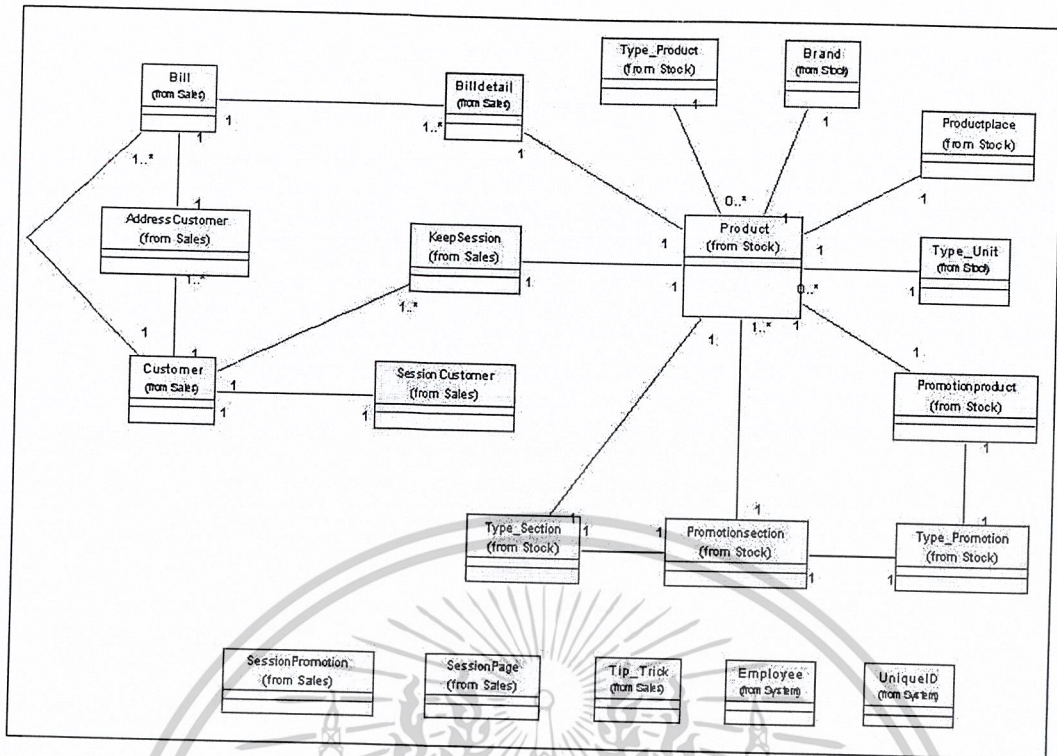 Type_Product
(from Stock)
1
Brand
(from Stock)
1
Bill
(from Sales)
1
1..*
1
Billdetail
(from Sales)
1..*
1
Productplace
(from Stock)
1
AddressCustomer
(from Sales)
1
1..*
KeepSession
(from Sales)
1..*
1
0..*
1
Product
(from Stock)
1
1
1
0..*
1
1..*
1
Type_Unit
(from Stock)
1
1
1
Customer
(from Sales)
1
1
SessionCustomer
(from Sales)
1
1
Promotionproduct
(from Stock)
1
1
Type_Section
(from Stock)
1
1
1
1
Promotionsection
(from Stock)
1
1
Type_Promotion
(from Stock)
1
SessionPromotion
(from Sales)
SessionPage
(from Sales)
Tip_Trick
(from Sales)
Employee
(from System)
UniqueID
(from System)